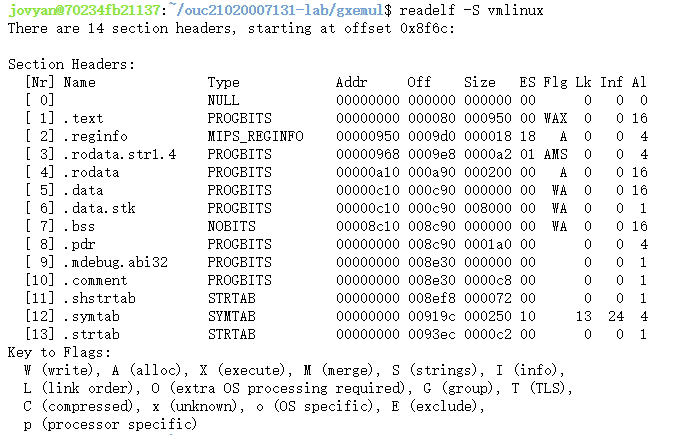 jovyan@70234fb21137:~/ouc21020007131-lab/gxemul$ readelf -S vmlinux
There are 14 section headers, starting at offset 0x8f6c:

Section Headers:
  [Nr] Name              Type            Addr     Off    Size   ES Flg Lk Inf Al
  [ 0]                   NULL            00000000 000000 000000 00      0   0  0
  [ 1] .text             PROGBITS        00000000 000080 000950 00 WAX  0   0 16
  [ 2] .reginfo          MIPS_REGINFO    00000950 0009d0 000018 18   A  0   0  4
  [ 3] .rodata.str1.4    PROGBITS        00000968 0009e8 0000a2 01 AMS  0   0  4
  [ 4] .rodata           PROGBITS        00000a10 000a90 000200 00   A  0   0 16
  [ 5] .data             PROGBITS        00000c10 000c90 000000 00  WA  0   0 16
  [ 6] .data.stk         PROGBITS        00000c10 000c90 008000 00  WA  0   0  1
  [ 7] .bss              NOBITS          00008c10 008c90 000000 00  WA  0   0 16
  [ 8] .pdr              PROGBITS        00000000 008c90 0001a0 00      0   0  4
  [ 9] .mdebug.abi32     PROGBITS        00000000 008e30 000000 00      0   0  1
  [10] .comment          PROGBITS        00000000 008e30 0000c8 00      0   0  1
  [11] .shstrtab         STRTAB          00000000 008ef8 000072 00      0   0  1
  [12] .symtab           SYMTAB          00000000 00919c 000250 10     13  24  4
  [13] .strtab           STRTAB          00000000 0093ec 0000c2 00      0   0  1
Key to Flags:
  W (write), A (alloc), X (execute), M (merge), S (strings), I (info),
  L (link order), O (extra OS processing required), G (group), T (TLS),
  C (compressed), x (unknown), o (OS specific), E (exclude),
  p (processor specific)